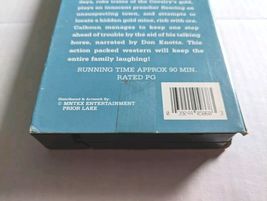 days, robs trains of the Cavalry's gold,
plays an innocent preacher fleecing an
unsuspecting town, and attempts to
locate a hidden gold mine, rich with ore.
Calhoun manages to keep one step
ahead of trouble by the aid of his talking
horse, narrated by Don Knotts. This
action packed western will keep the
entire family laughing!
RUNNING TIME APPROX 90 MIN.
RATED PG
Distributed & Artwork By:
© MNTEX ENTERTAINMENT
PRIOR LAKE